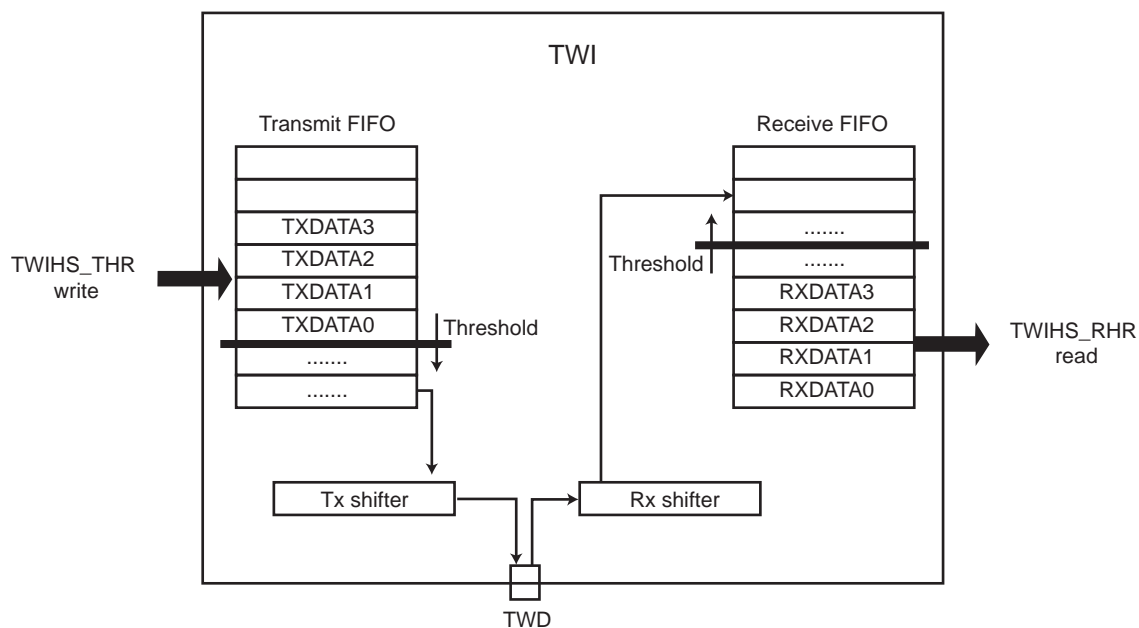 TWI
Transmit FIFO
TXDATA3
TXDATA2
TXDATA1
TXDATA0
.......
.......
Threshold
TWIHS_THR
write
Receive FIFO
.......
.......
RXDATA3
RXDATA2
RXDATA1
RXDATA0
Threshold
TWIHS_RHR
read
Tx shifter
Rx shifter
TWD